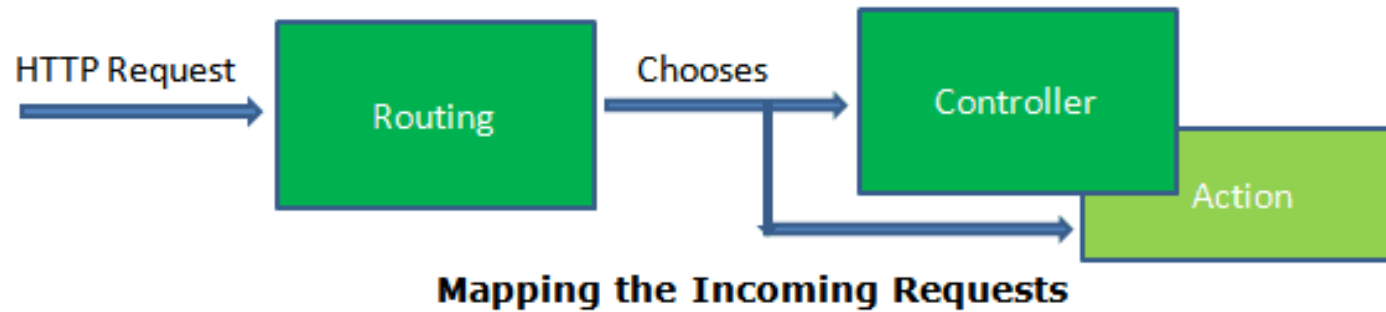 HTTP Request
Routing
Chooses
Controller
Action
Mapping the Incoming Requests